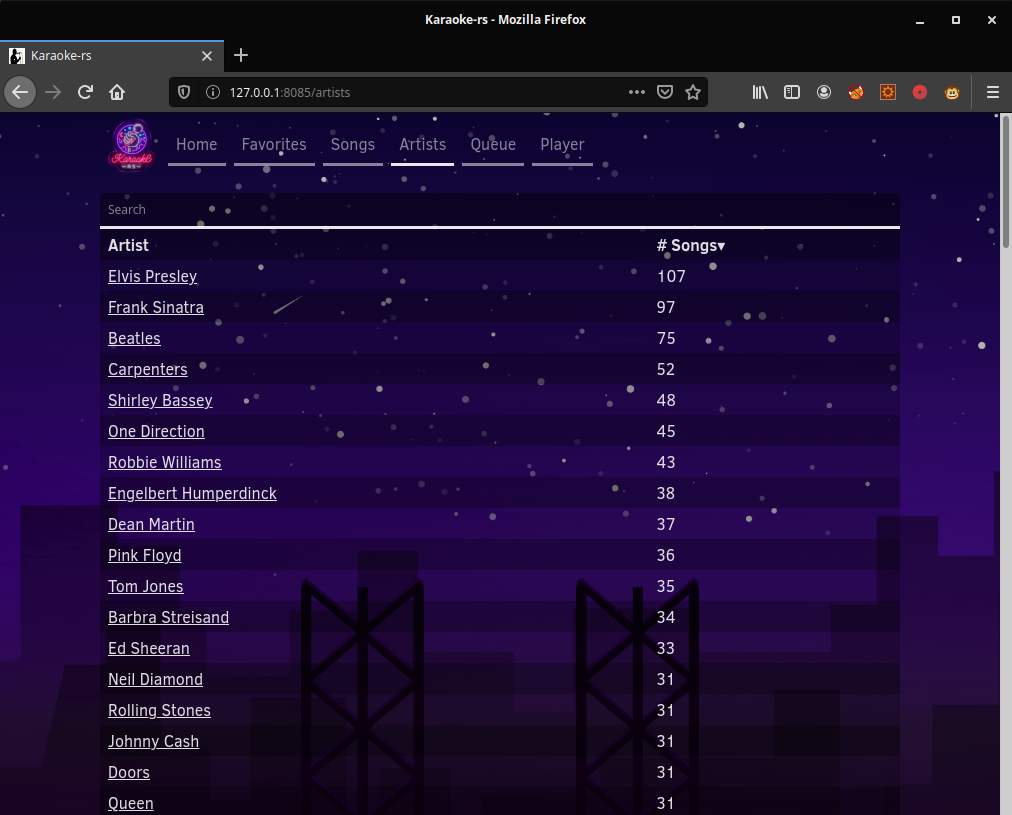 Karaoke-rs - Mozilla Firefox
Karaoke-rs
127.0.0.1:8085/artists
Karaoke
Home Favorites Songs Artists Queue Player
Search
Artist # Songs▾
Elvis Presley 107
Frank Sinatra 97
Beatles 75
Carpenters 52
Shirley Bassey 48
One Direction 45
Robbie Williams 43
Engelbert Humperdinck 38
Dean Martin 37
Pink Floyd 36
Tom Jones 35
Barbra Streisand 34
Ed Sheeran 33
Neil Diamond 31
Rolling Stones 31
Johnny Cash 31
Doors 31
Queen 31